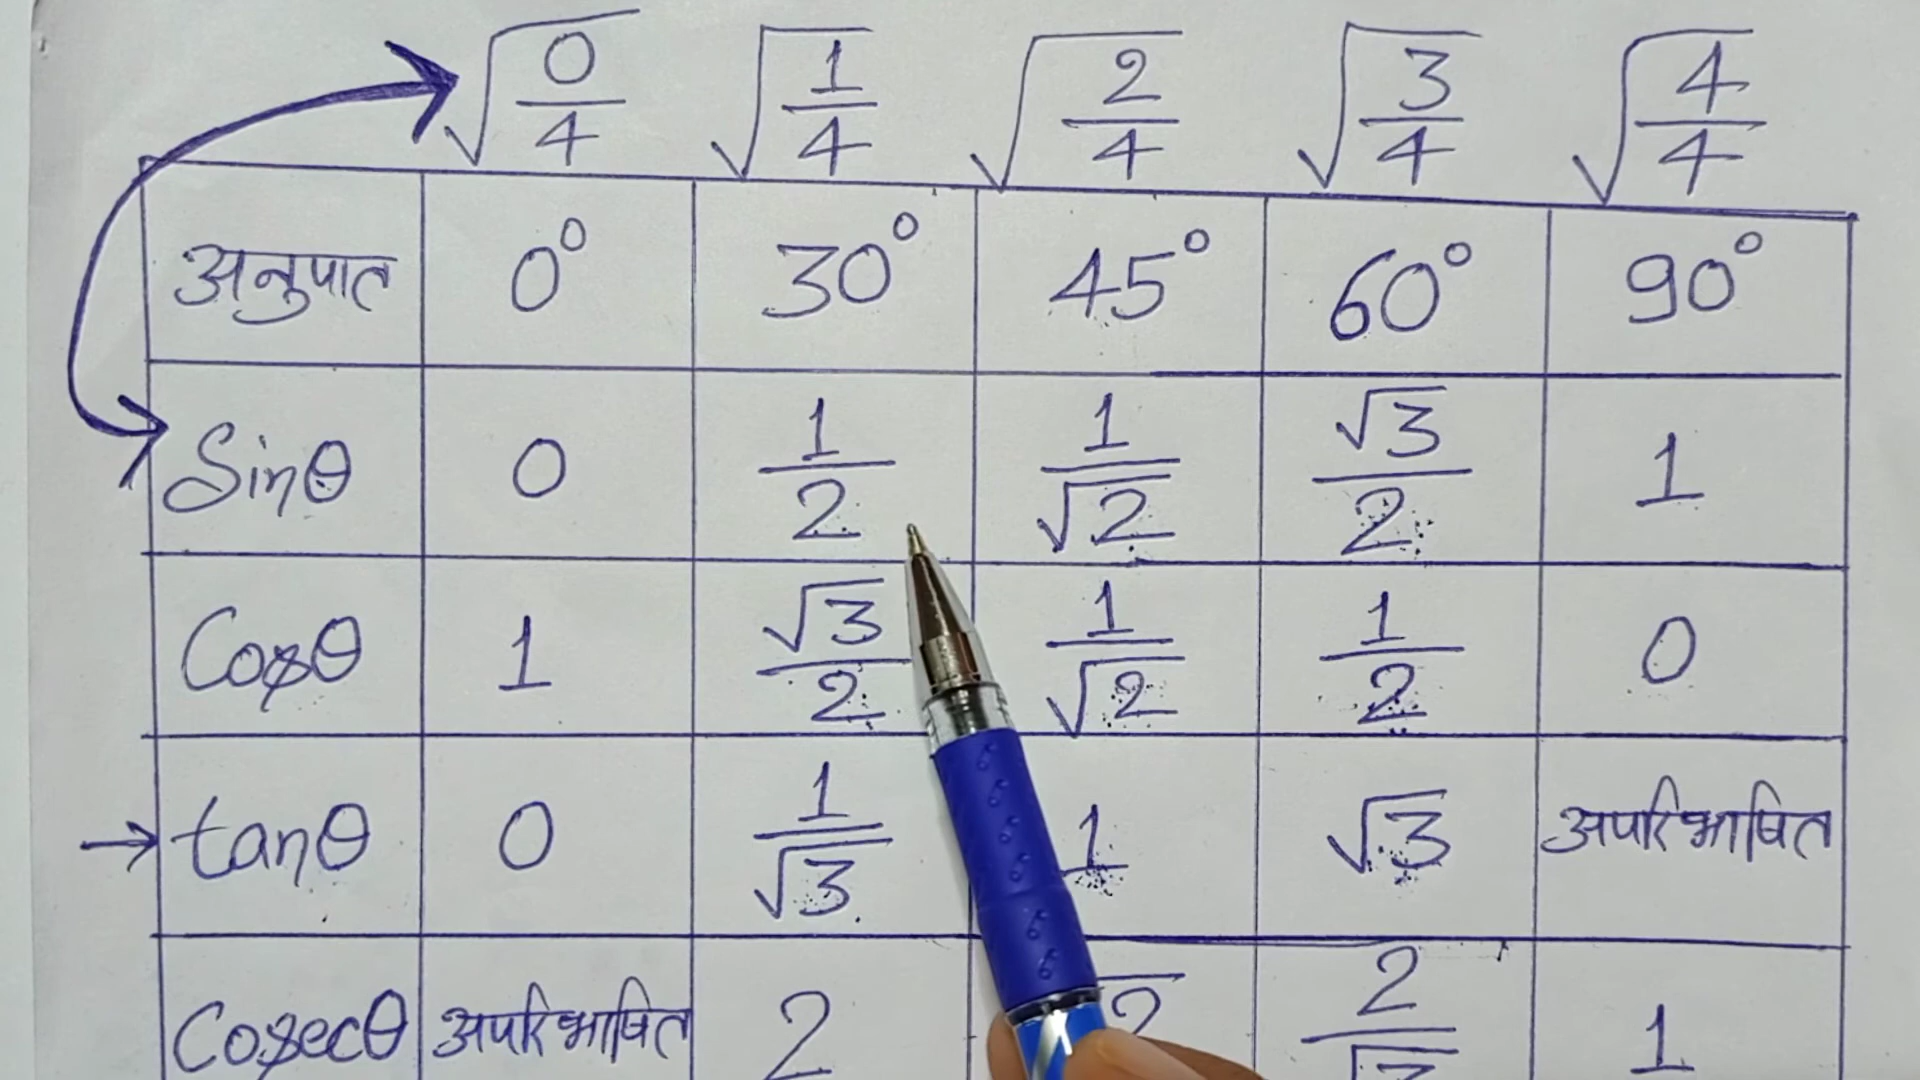 √(0/4) √(1/4) √(2/4) √(3/4) √(4/4)
अनुपात 0° 30° 45° 60° 90°
Sinθ 0 1/2 1/√2 √3/2 1
Cosθ 1 √3/2 1/√2 1/2 0
tanθ 0 1/√3 1 √3 अपरिभाषित
Cosecθ अपरिभाषित 2 2 2/√3 1